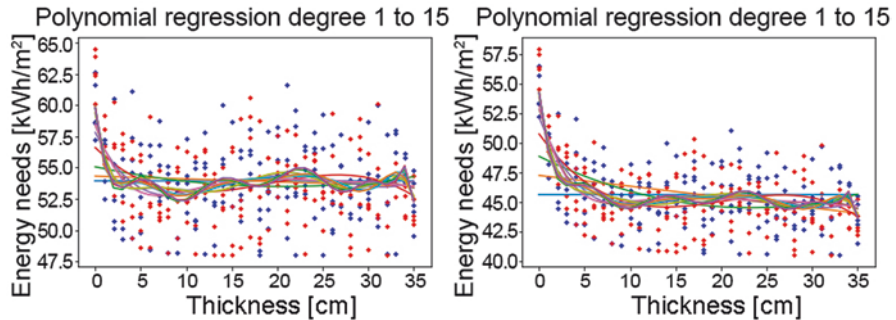 Polynomial regression degree 1 to 15
Energy needs [kWh/m²]
65.0
62.5
60.0
57.5
55.0
52.5
50.0
47.5
0 5 10 15 20 25 30 35
Thickness [cm]
Polynomial regression degree 1 to 15
Energy needs [kWh/m²]
57.5
55.0
52.5
50.0
47.5
45.0
42.5
40.0
0 5 10 15 20 25 30 35
Thickness [cm]